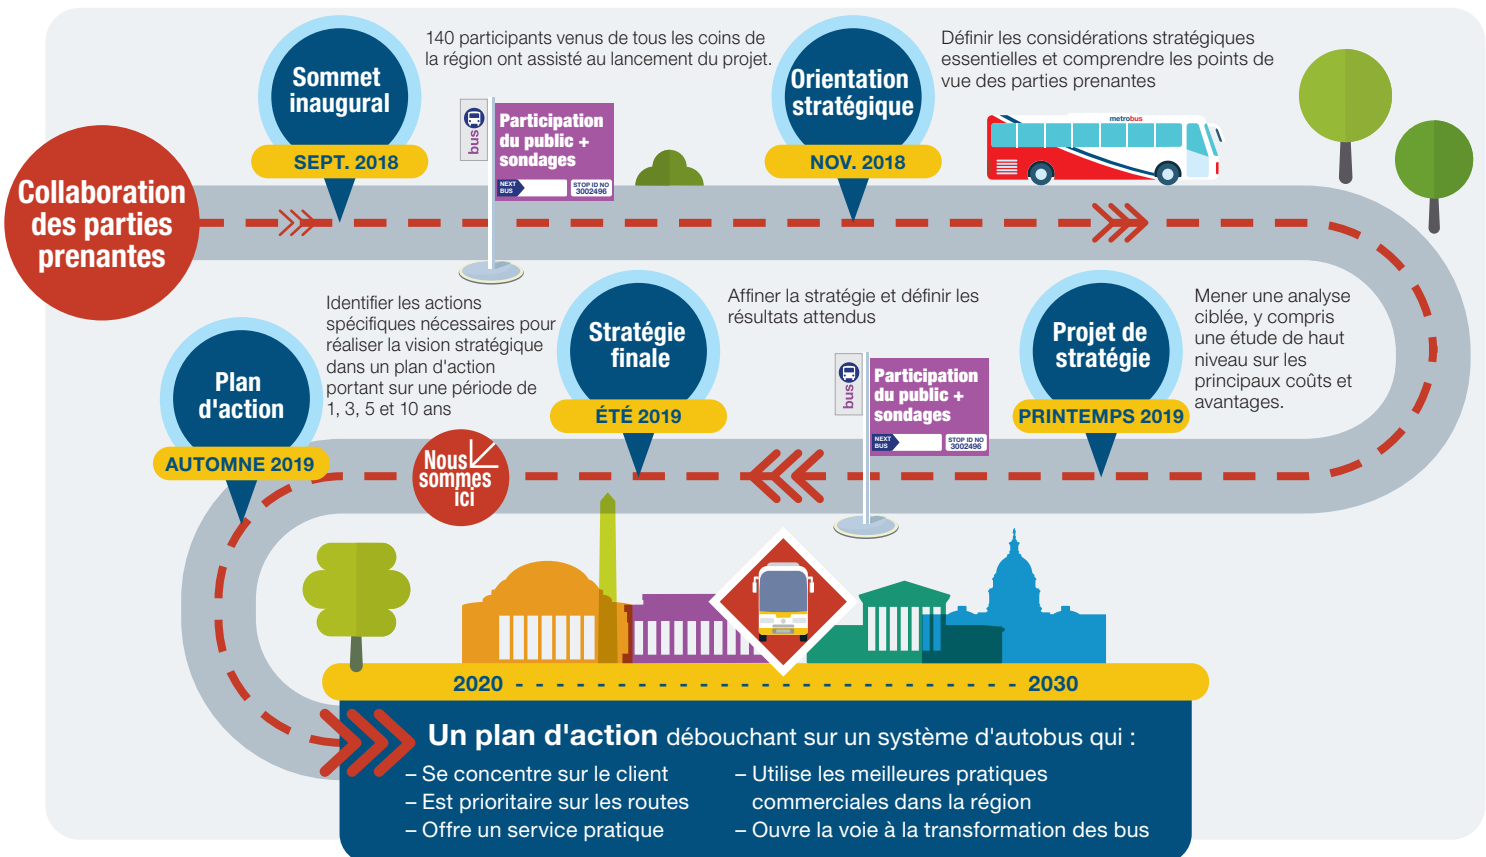 Collaboration
des parties
prenantes
Sommet
inaugural
SEPT. 2018
140 participants venus de tous les coins de
la région ont assisté au lancement du projet.
bus
Participation
du public +
sondages
NEXT
BUS
STOP ID NO
3002496
Orientation
stratégique
NOV. 2018
Définir les considérations stratégiques
essentielles et comprendre les points de
vue des parties prenantes
metrobus
Projet de
stratégie
PRINTEMPS 2019
Mener une analyse
ciblée, y compris
une étude de haut
niveau sur les
principaux coûts et
avantages.
bus
Participation
du public +
sondages
NEXT
BUS
STOP ID NO
3002496
Stratégie
finale
ÉTÉ 2019
Affiner la stratégie et définir les
résultats attendus
Nous
sommes
ici
Plan
d'action
AUTOMNE 2019
Identifier les actions
spécifiques nécessaires pour
réaliser la vision stratégique
dans un plan d'action
portant sur une période de
1, 3, 5 et 10 ans
2020 - - - - - - - - - - - - - - - - - - - - - - - - - - - - 2030
Un plan d'action débouchant sur un système d'autobus qui :
– Se concentre sur le client
– Est prioritaire sur les routes
– Offre un service pratique
– Utilise les meilleures pratiques
commerciales dans la région
– Ouvre la voie à la transformation des bus